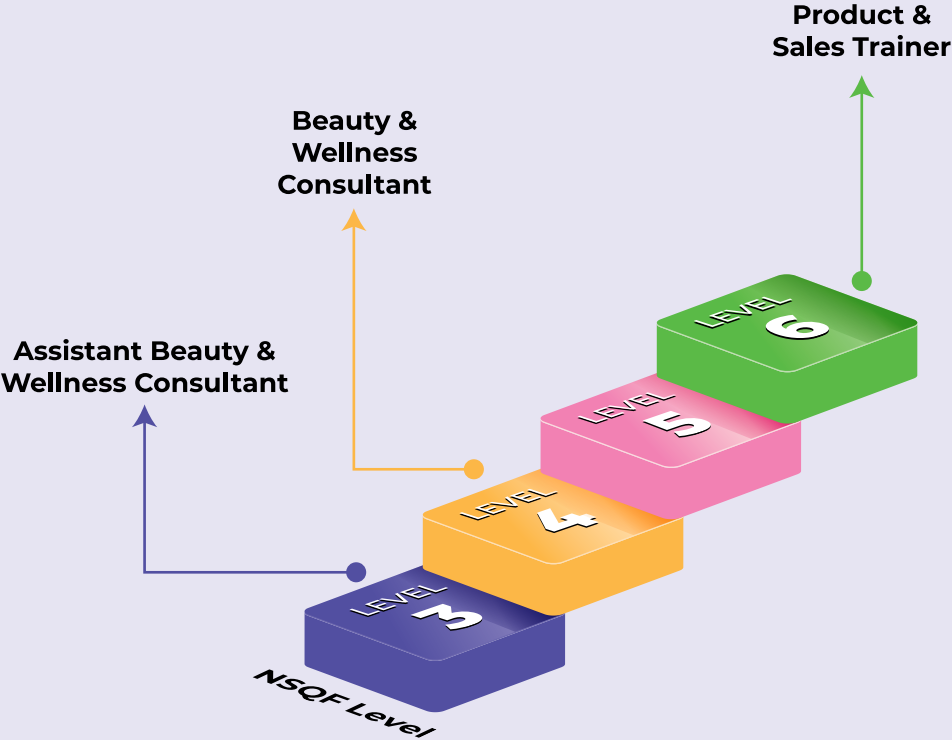 Product &
Sales Trainer
Beauty &
Wellness
Consultant
Assistant Beauty &
Wellness Consultant
LEVEL
6
LEVEL
5
LEVEL
4
LEVEL
3
NSQF Level